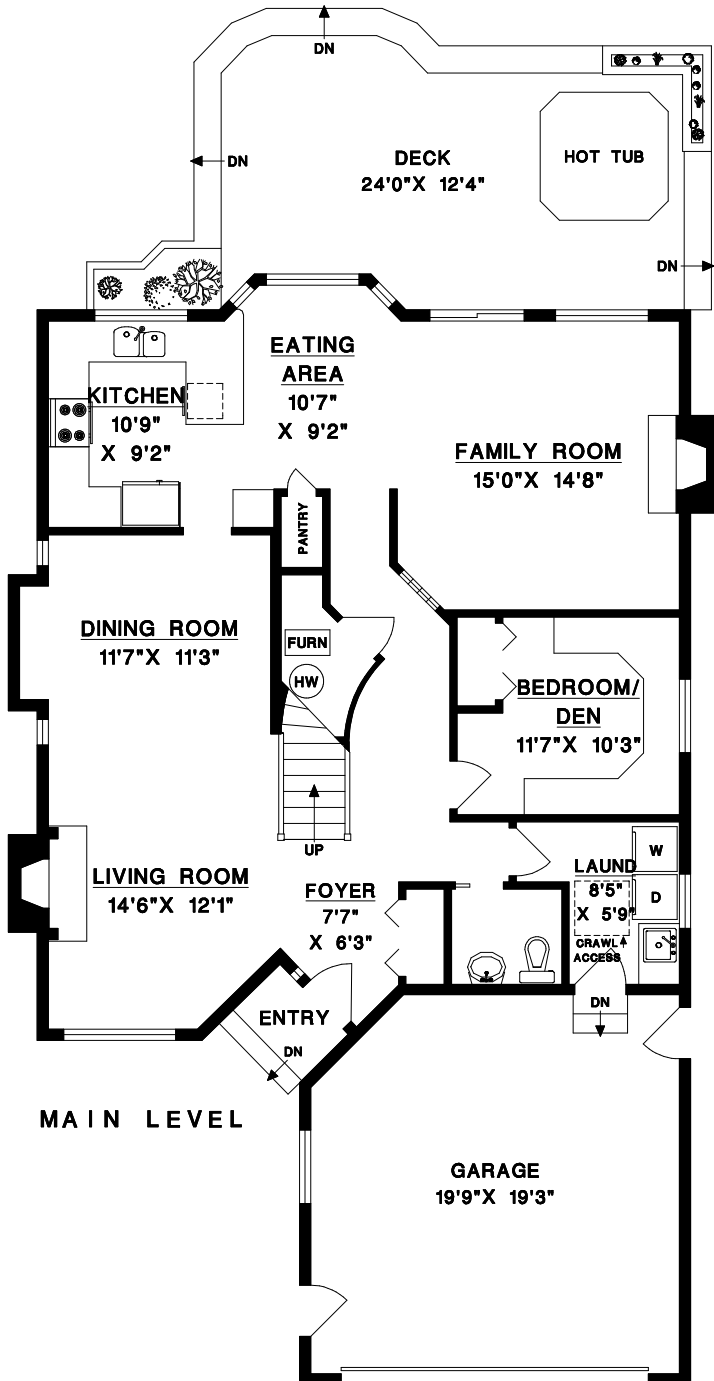 DN
DECK
24'0"X 12'4"
HOT TUB
DN
DN
EATING
AREA
10'7"
X 9'2"
KITCHEN
10'9"
X 9'2"
FAMILY ROOM
15'0"X 14'8"
PANTRY
DINING ROOM
11'7"X 11'3"
FURN
HW
BEDROOM/
DEN
11'7"X 10'3"
UP
LIVING ROOM
14'6"X 12'1"
FOYER
7'7"
X 6'3"
LAUND
8'5"
X 5'9"
W
D
CRAWL
ACCESS
ENTRY
DN
DN
MAIN LEVEL
GARAGE
19'9"X 19'3"